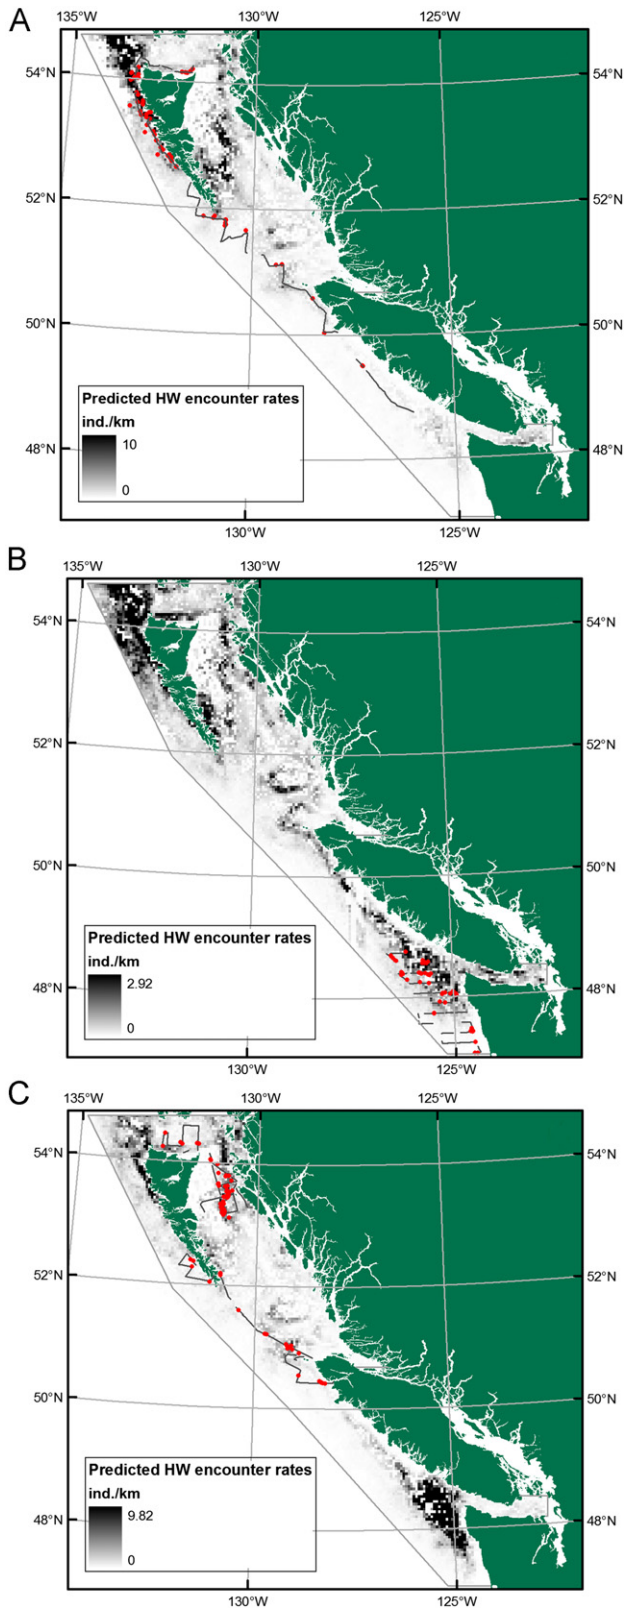 A
135°W 130°W 125°W
54°N 54°N
52°N 52°N
50°N 50°N
Predicted HW encounter rates
ind./km
10
0
48°N 48°N
130°W 125°W
B
135°W 130°W 125°W
54°N 54°N
52°N 52°N
50°N 50°N
Predicted HW encounter rates
ind./km
2.92
0
48°N 48°N
130°W 125°W
C
135°W 130°W 125°W
54°N 54°N
52°N 52°N
50°N 50°N
Predicted HW encounter rates
ind./km
9.82
0
48°N 48°N
130°W 125°W